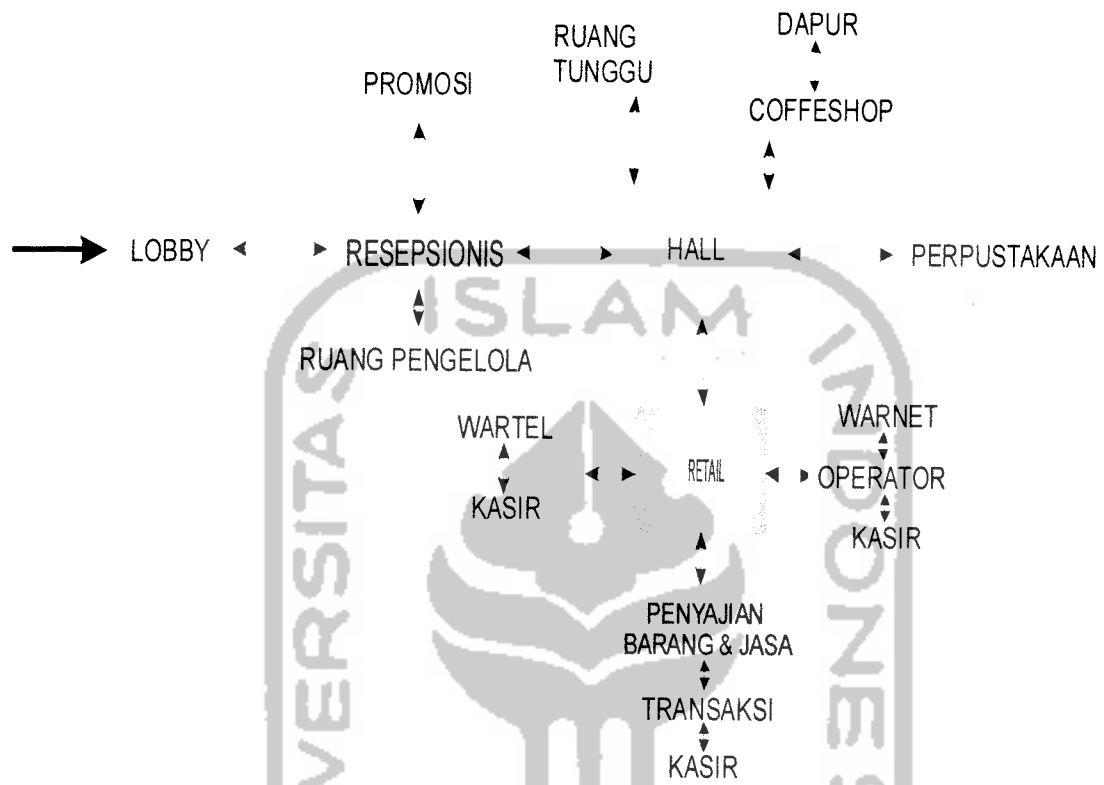 DAPUR
RUANG
TUNGGU
PROMOSI
COFFESHOP
LOBBY
RESEPSIONIS
HALL
PERPUSTAKAAN
ISLAM
RUANG PENGELOLA
WARTEL
KASIR
RETAIL
WARNET
OPERATOR
KASIR
PENYAJIAN
BARANG & JASA
TRANSAKSI
KASIR